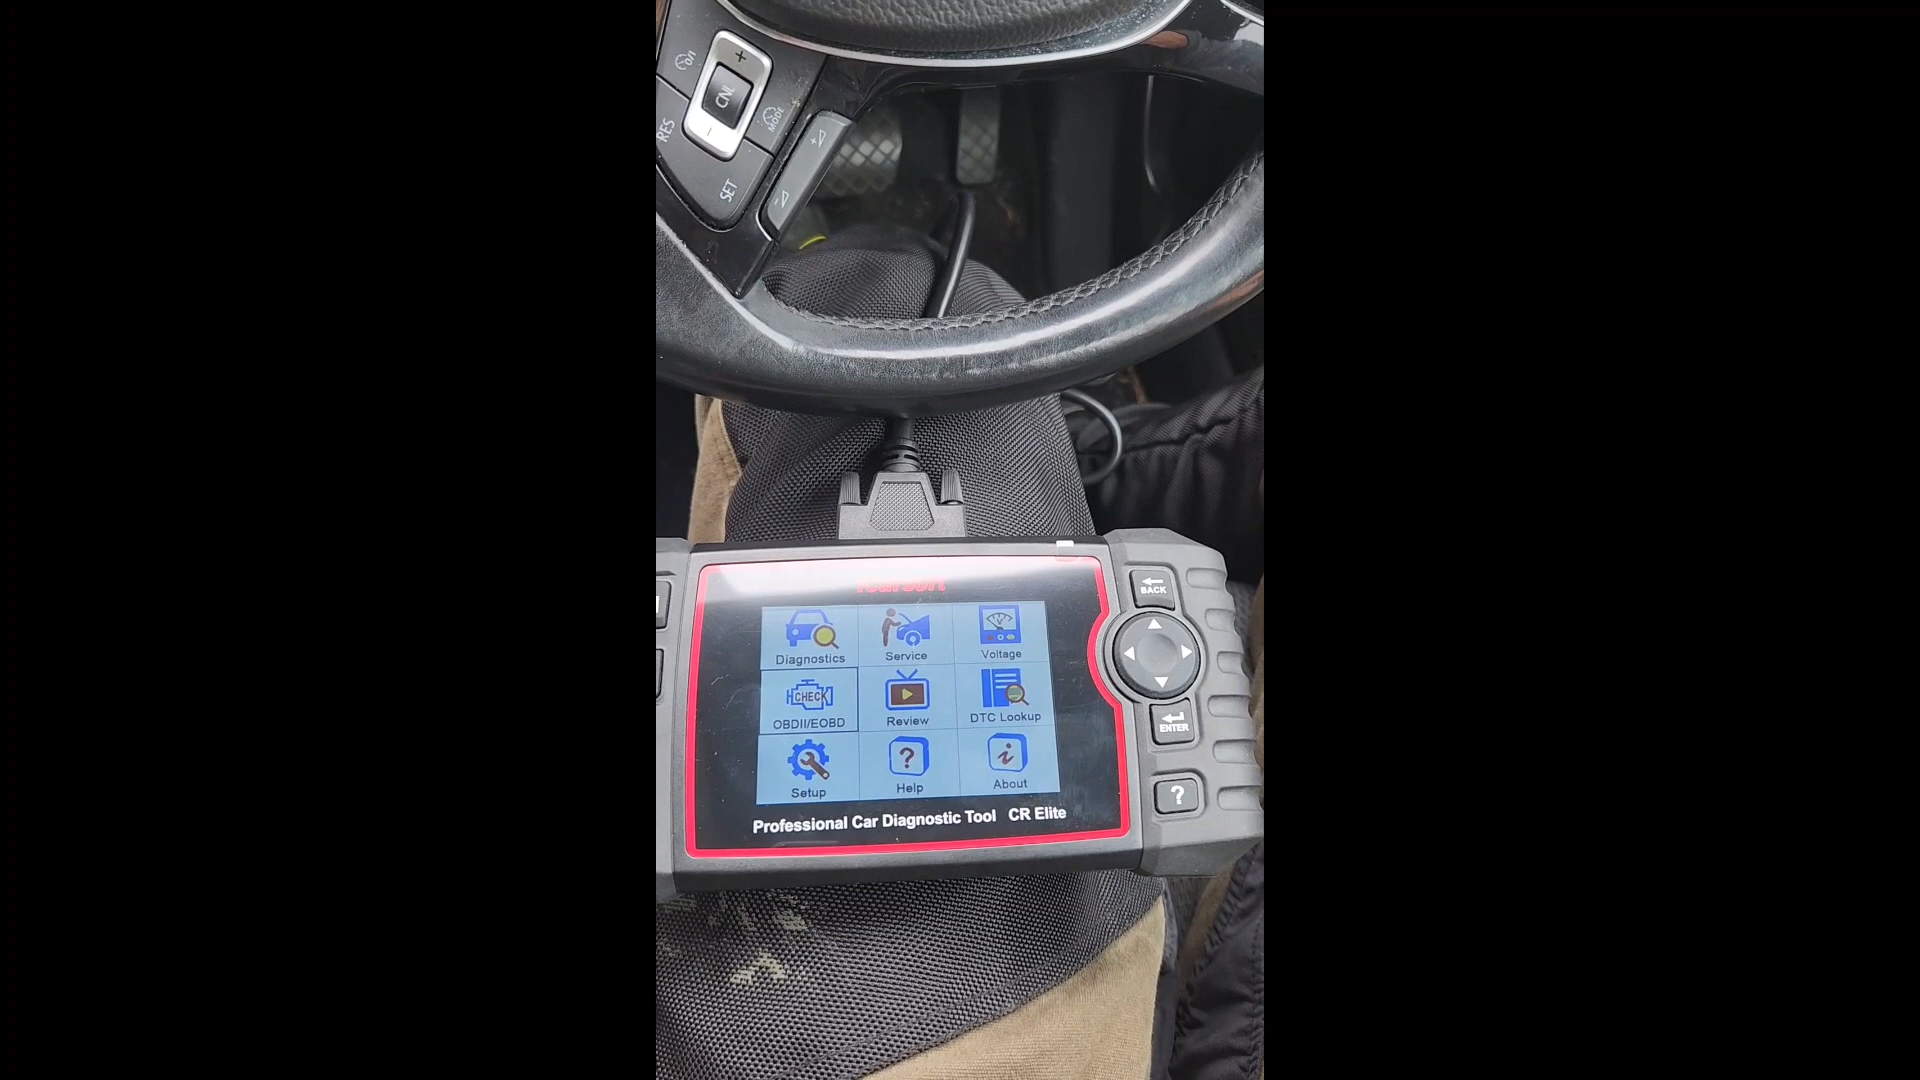 +
CNL
-
MODE
RES
SET
+
-
BACK
Diagnostics
Service
Voltage
CHECK
OBDII/EOBD
Review
DTC Lookup
ENTER
?
i
Setup
Help
About
?
Professional Car Diagnostic Tool CR Elite